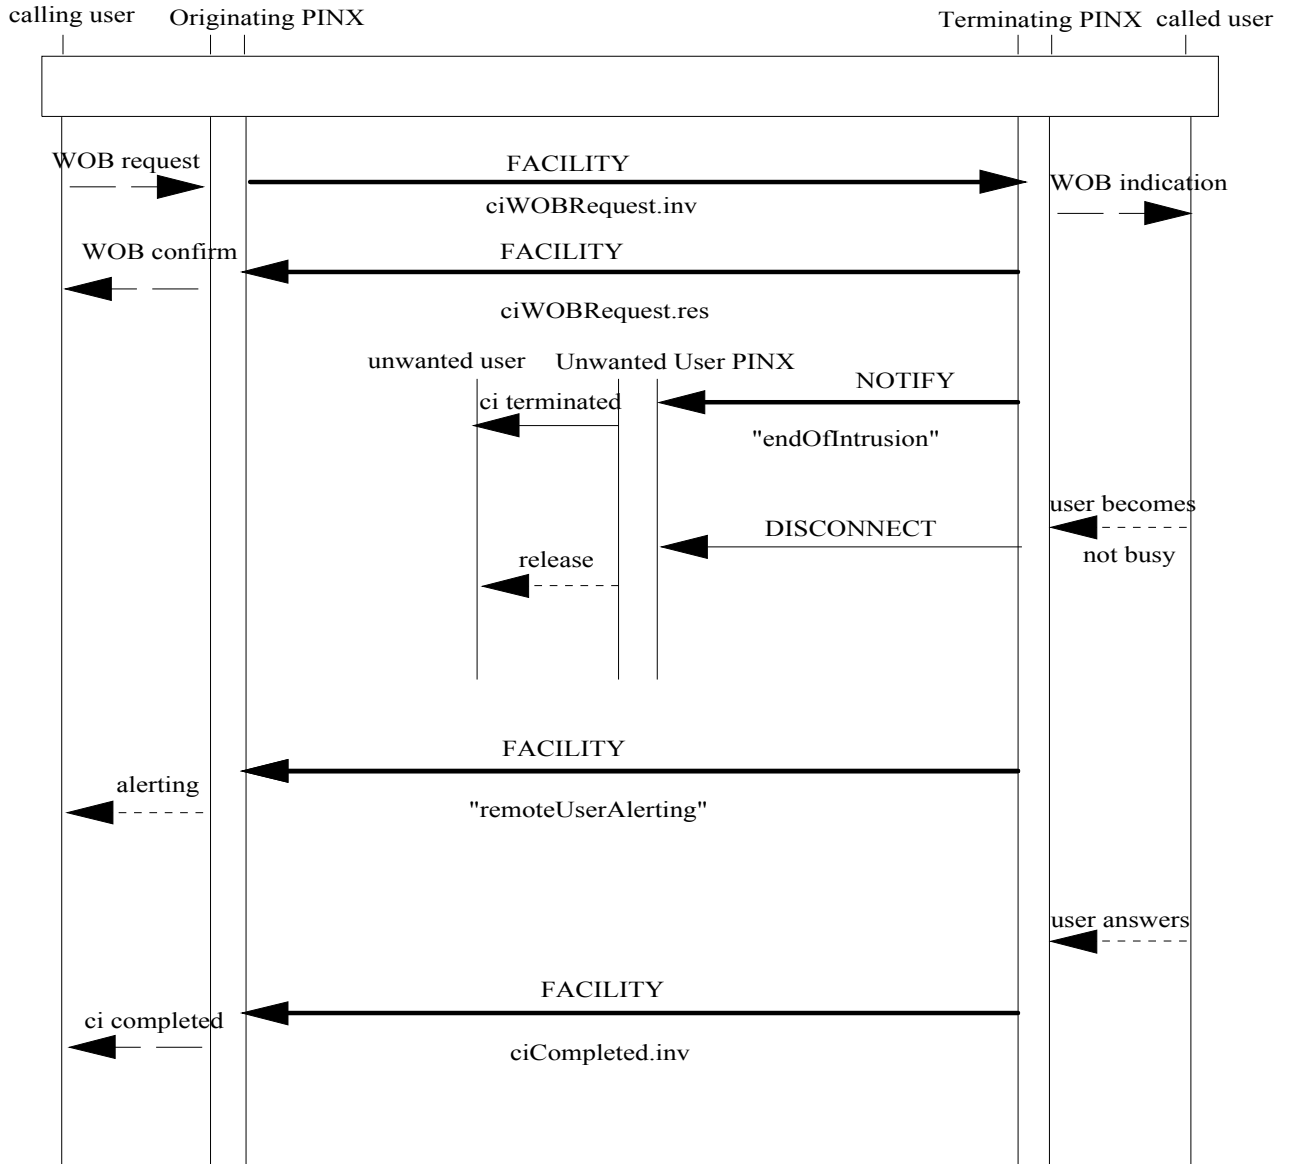 calling user Originating PINX Terminating PINX called user
WOB request FACILITY
WOB indication
ciWOBRequest.inv
WOB confirm FACILITY
ciWOBRequest.res
unwanted user Unwanted User PINX
NOTIFY
ci terminated
"endOfIntrusion"
user becomes
DISCONNECT
release not busy
FACILITY
alerting
"remoteUserAlerting"
user answers
FACILITY
ci completed
ciCompleted.inv